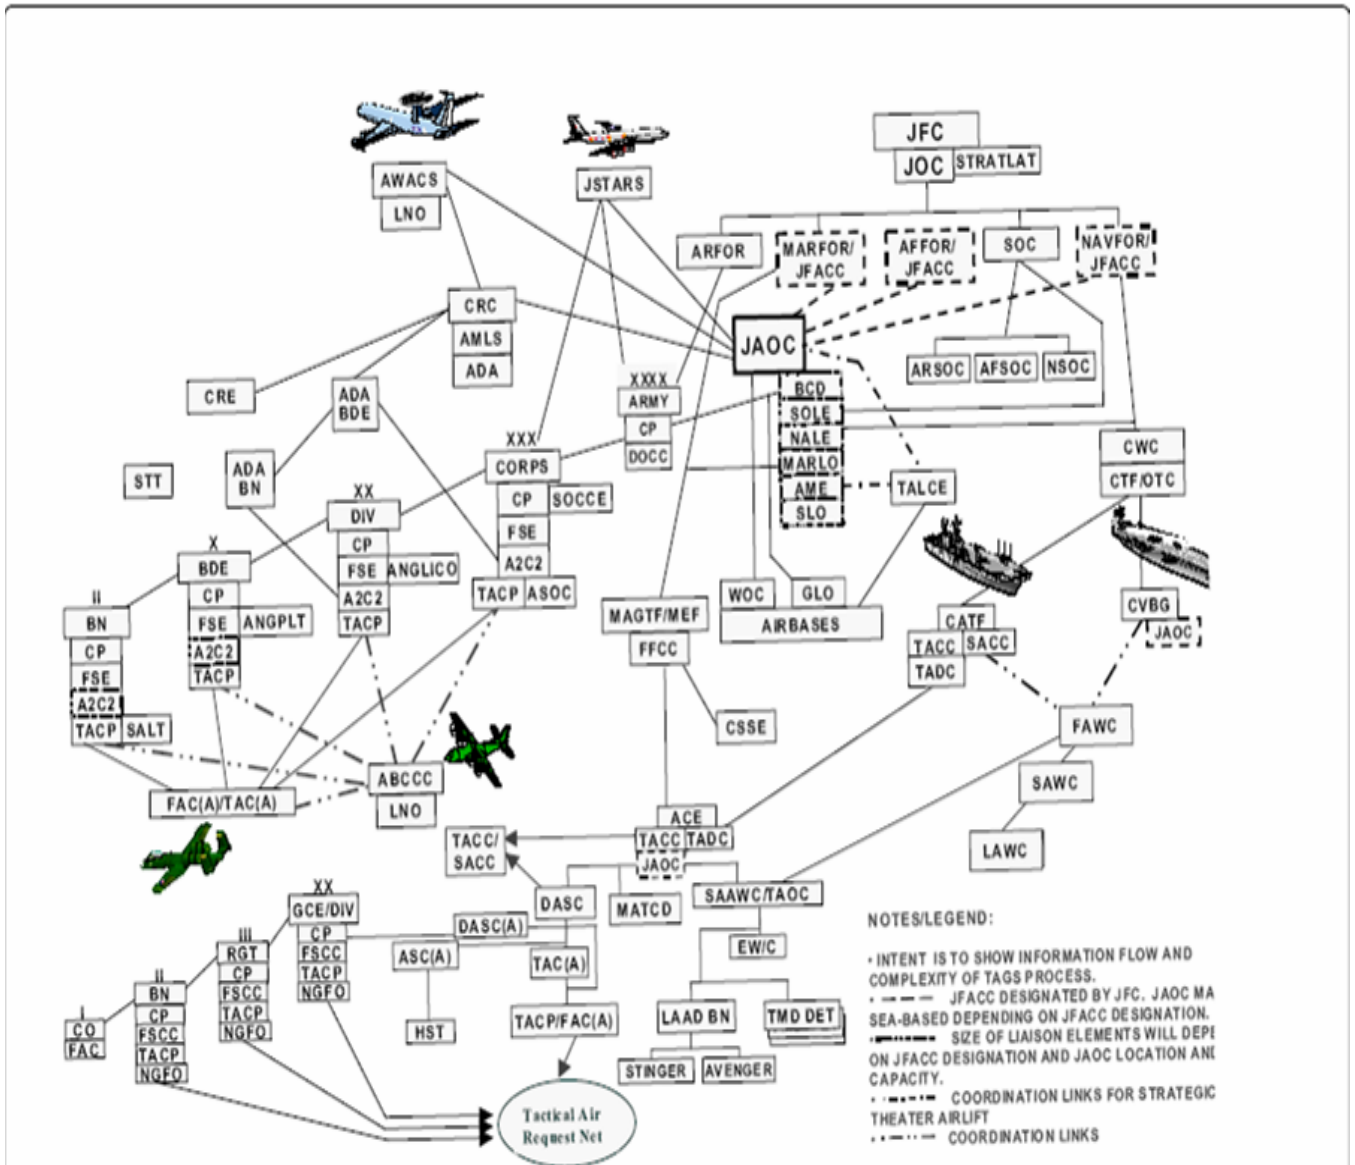 JFC
JOC
STRATLAT
AWACS
LNO
JSTARS
ARFOR
MARFOR/
JFACC
AFFOR/
JFACC
SOC
NAVFOR/
JFACC
CRC
AMLS
ADA
JAOC
BCD
SOLE
NALE
MARLO
AME
SLO
ARSOC
AFSOC
NSOC
CRE
ADA
BDE
XXXX
ARMY
CP
DOCC
XXX
CORPS
CP
SOCCE
FSE
A2C2
TACP
ASOC
CWC
CTF/OTC
STT
ADA
BN
XX
DIV
CP
FSE
ANGLICO
A2C2
TACP
TALCE
X
BDE
CP
FSE
ANGPLT
A2C2
TACP
II
BN
CP
FSE
A2C2
TACP
SALT
WOC
GLO
AIRBASES
MAGTF/MEF
FFCC
CSSE
CATF
TACC
SACC
TADC
CVBG
JAOC
FAWC
SAWC
LAWC
ABCCC
LNO
FAC(A)/TAC(A)
ACE
TACC
TADC
JAOC
TACC/
SACC
DASC
MATCD
SAAWC/TAOC
EW/C
DASC(A)
ASC(A)
TAC(A)
HST
TACP/FAC(A)
LAAD BN
TMD DET
STINGER
AVENGER
XX
GCE/DIV
CP
FSCC
TACP
NGFO
III
RGT
CP
FSCC
TACP
NGFO
II
BN
CP
FSCC
TACP
NGFO
I
CO
FAC
Tactical Air
Request Net
NOTES/LEGEND:
• INTENT IS TO SHOW INFORMATION FLOW AND
COMPLEXITY OF TAGS PROCESS.
JFACC DESIGNATED BY JFC. JAOC MA
SEA-BASED DEPENDING ON JFACC DESIGNATION.
SIZE OF LIAISON ELEMENTS WILL DEPE
ON JFACC DESIGNATION AND JAOC LOCATION AND
CAPACITY.
COORDINATION LINKS FOR STRATEGIC
THEATER AIRLIFT
COORDINATION LINKS